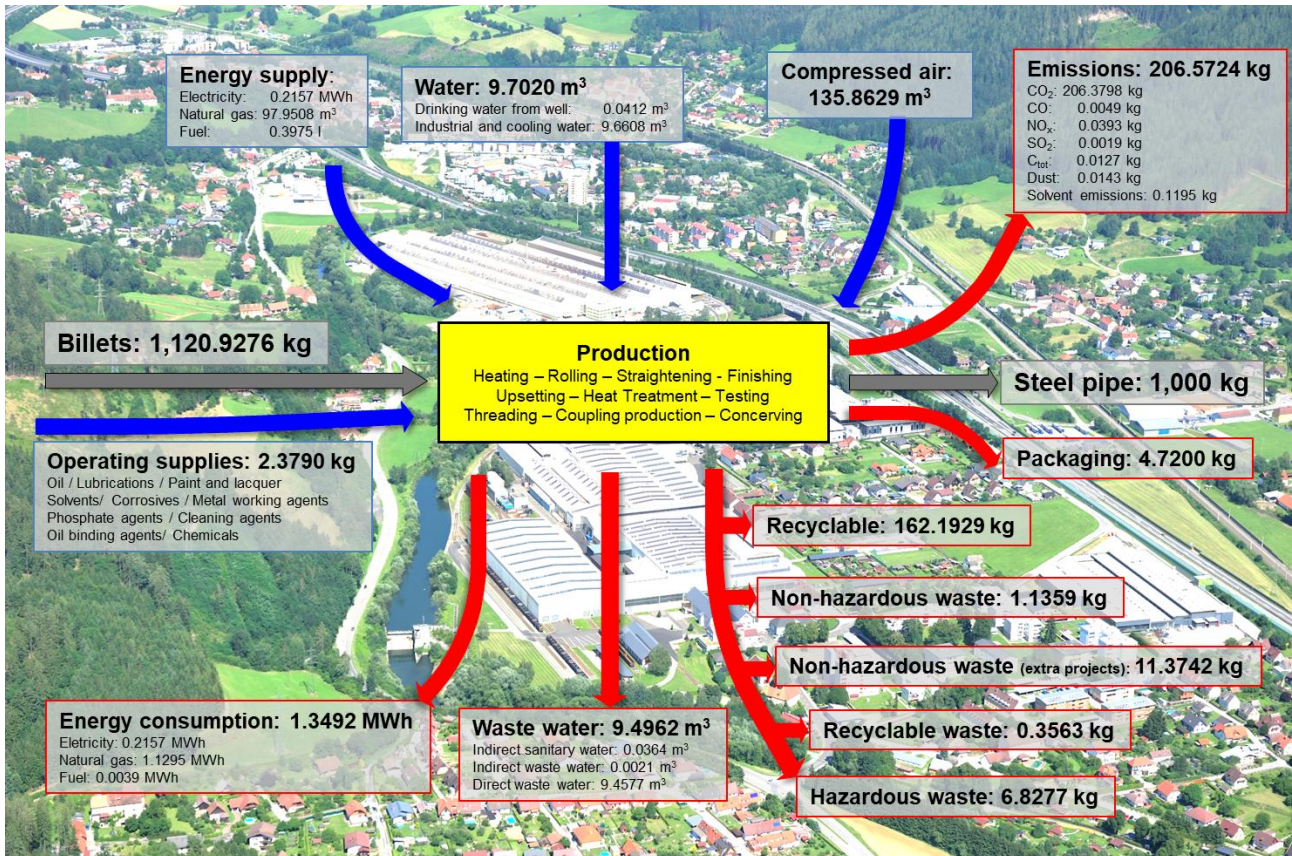 Energy supply:
Electricity: 0.2157 MWh
Natural gas: 97.9508 m³
Fuel: 0.3975 l
Water: 9.7020 m³
Drinking water from well: 0.0412 m³
Industrial and cooling water: 9.6608 m³
Compressed air:
135.8629 m³
Emissions: 206.5724 kg
CO₂: 206.3798 kg
CO: 0.0049 kg
NOₓ: 0.0393 kg
SO₂: 0.0019 kg
Cₜₒₜ: 0.0127 kg
Dust: 0.0143 kg
Solvent emissions: 0.1195 kg
Billets: 1,120.9276 kg
Production
Heating – Rolling – Straightening - Finishing
Upsetting – Heat Treatment – Testing
Threading – Coupling production – Concerving
Steel pipe: 1,000 kg
Operating supplies: 2.3790 kg
Oil / Lubrications / Paint and lacquer
Solvents/ Corrosives / Metal working agents
Phosphate agents / Cleaning agents
Oil binding agents/ Chemicals
Packaging: 4.7200 kg
Recyclable: 162.1929 kg
Non-hazardous waste: 1.1359 kg
Non-hazardous waste (extra projects): 11.3742 kg
Recyclable waste: 0.3563 kg
Hazardous waste: 6.8277 kg
Energy consumption: 1.3492 MWh
Eletricity: 0.2157 MWh
Natural gas: 1.1295 MWh
Fuel: 0.0039 MWh
Waste water: 9.4962 m³
Indirect sanitary water: 0.0364 m³
Indirect waste water: 0.0021 m³
Direct waste water: 9.4577 m³